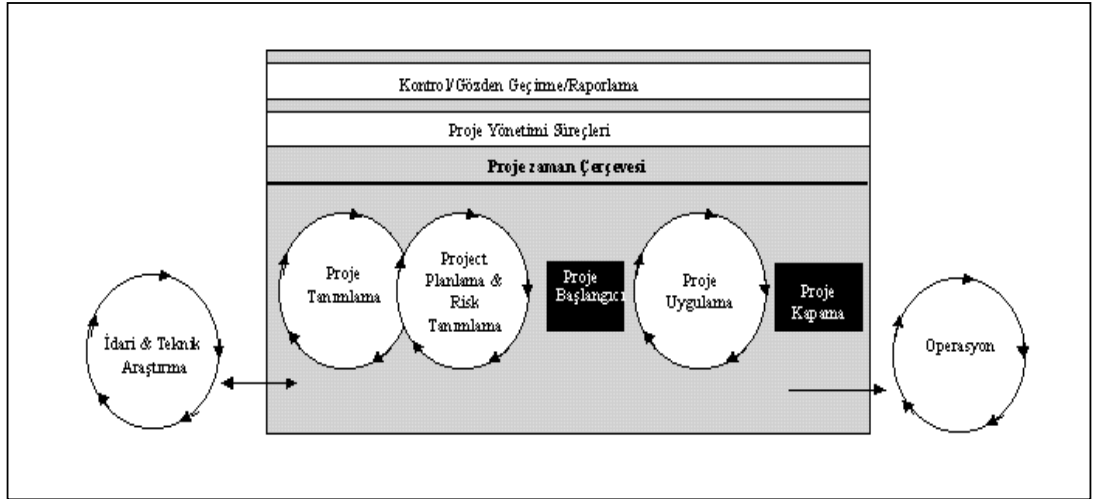 Kontrol/Gözden Geçirme/Raporlama
Proje Yönetimi Süreçleri
Proje zaman Çerçevesi
Proje
Tanımlama
Project
Planlama &
Risk
Tanımlama
Proje
Başlangıcı
Proje
Uygulama
Proje
Kapama
İdari & Teknik
Araştırma
Operasyon